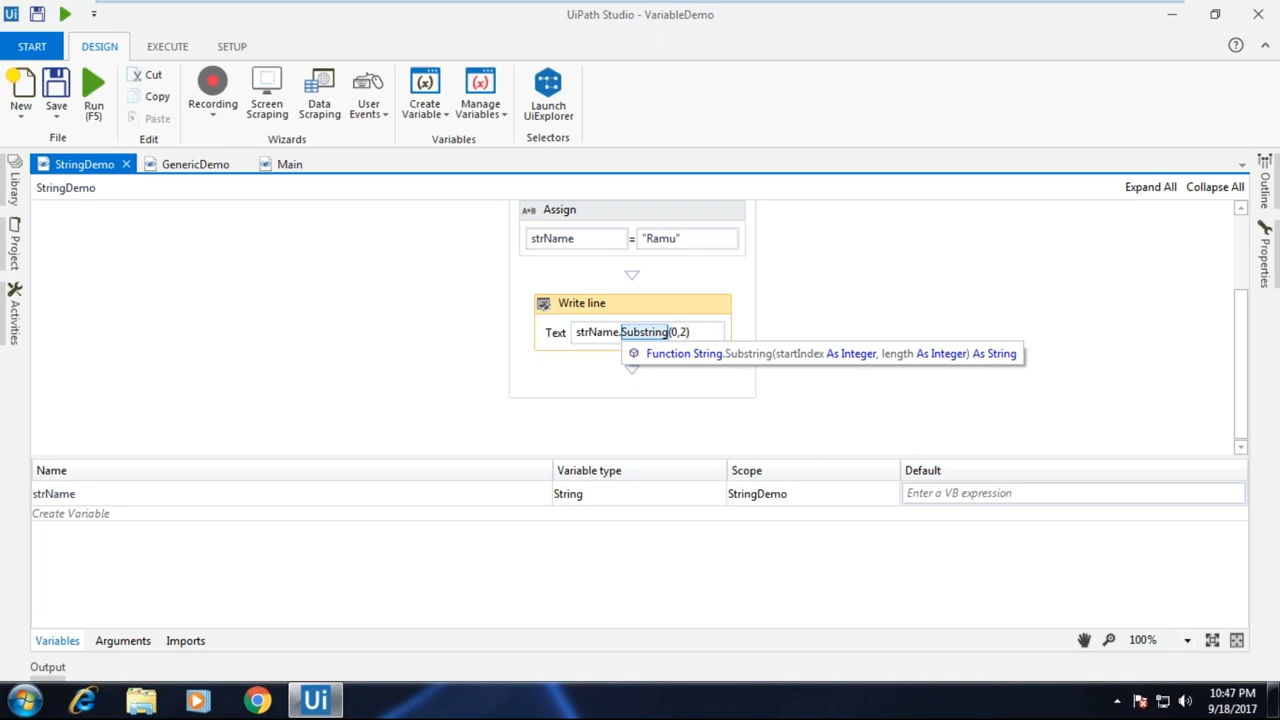 Ui
UiPath Studio - VariableDemo
START
DESIGN
EXECUTE
SETUP
New
Save
Run
(F5)
Cut
Copy
Paste
Recording
Screen
Scraping
Data
Scraping
User
Events
(x)
Create
Variable
(x)
Manage
Variables
Launch
UiExplorer
File
Edit
Wizards
Variables
Selectors
StringDemo
GenericDemo
Main
StringDemo
Expand All
Collapse All
Library
Project
Activities
Outline
Properties
A+B Assign
strName = "Ramu"
Write line
Text strName.Substring(0,2)
Function String.Substring(startIndex As Integer, length As Integer) As String
Name Variable type Scope Default
strName String StringDemo Enter a VB expression
Create Variable
Variables Arguments Imports 100%
Output
Ui
10:47 PM
9/18/2017